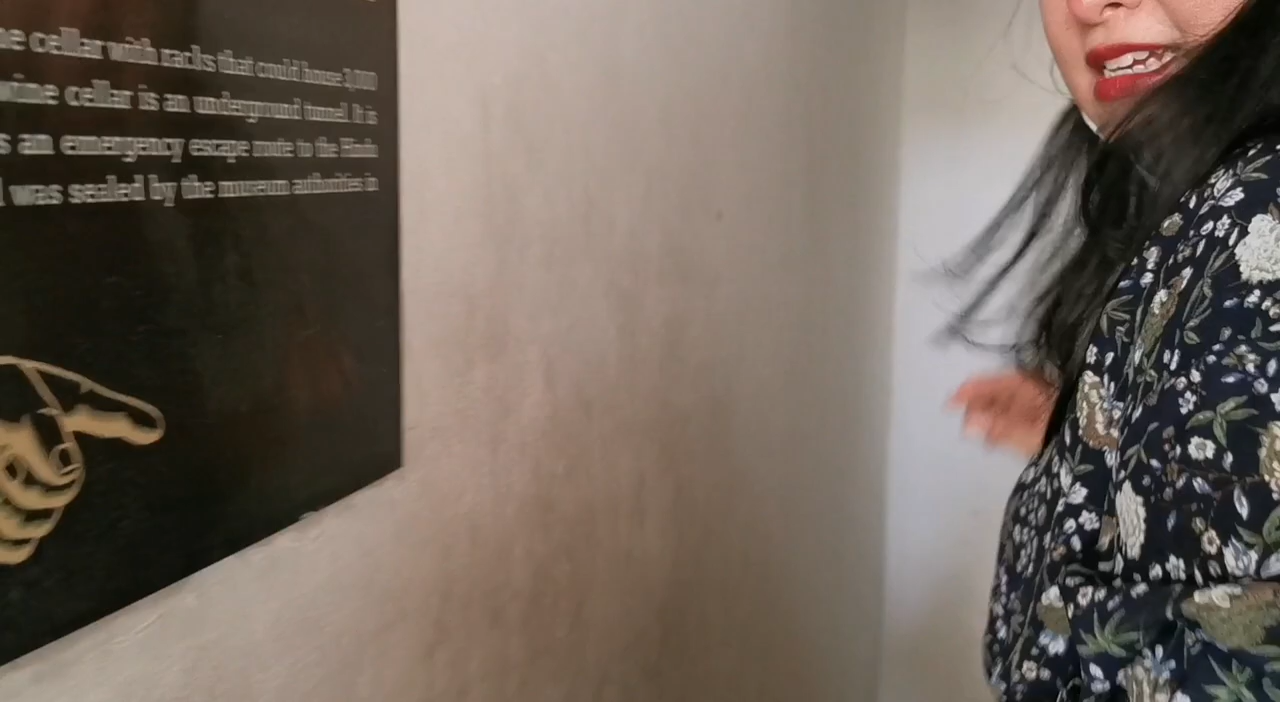 cellar with racks that could house 3,000
wine cellar is an underground tunnel. It is
s an emergency escape route to the Hindu
was sealed by the museum authorities in